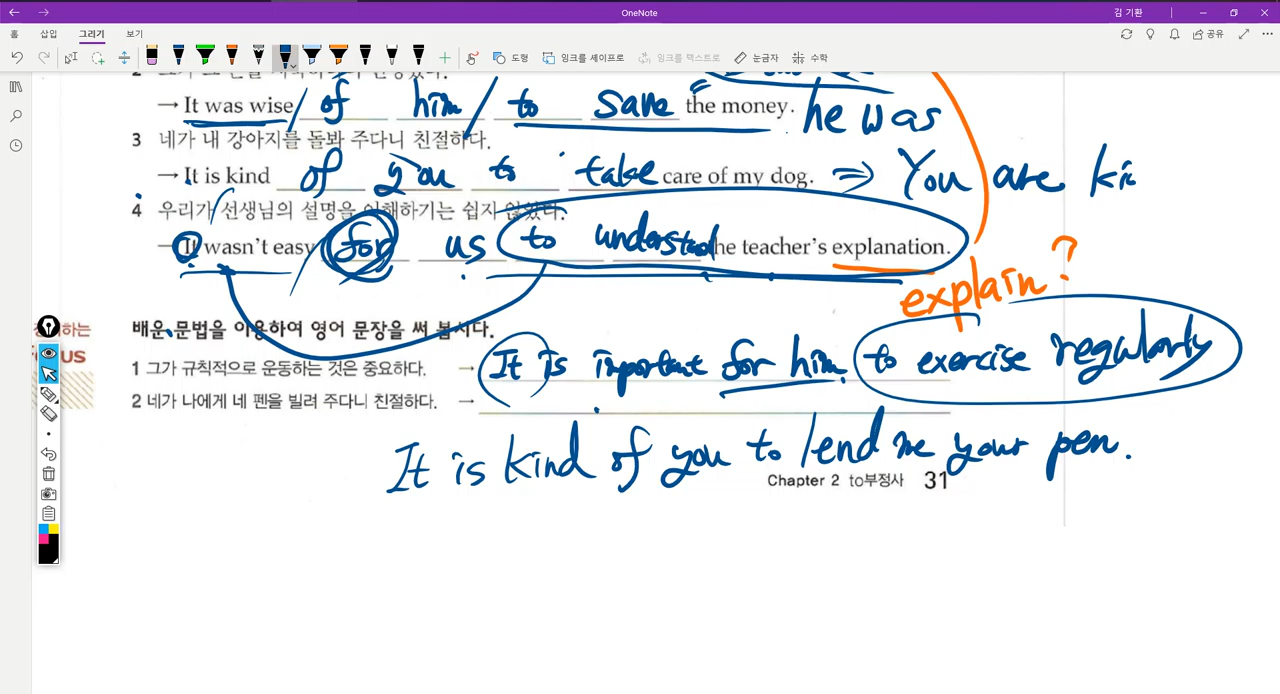 OneNote
김 기환
홈 삽입 그리기 보기
도형 잉크를 셰이프로 잉크를 텍스트로 눈금자 수학 공유
→ It was wise / of him / to save the money. he was
3 네가 내 강아지를 돌봐 주다니 친절하다.
→ It is kind of you to take care of my dog. ⇒ You are ki
4 우리가 선생님의 설명을 이해하기는 쉽지 않았다.
→ It wasn't easy / for us to understad he teacher's explanation.
explain?
배운 문법을 이용하여 영어 문장을 써 봅시다.
1 그가 규칙적으로 운동하는 것은 중요하다. → It is important for him to exercise regularly
2 네가 나에게 네 펜을 빌려 주다니 친절하다. →
It is kind of you to lend me your pen.
Chapter 2 to부정사 31